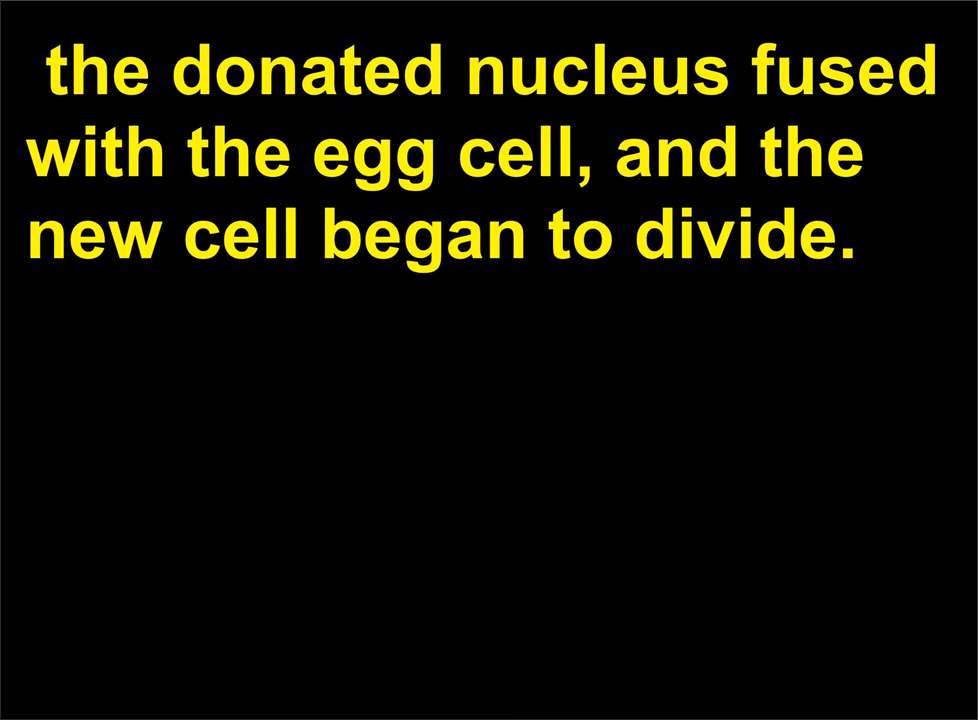 the donated nucleus fused
with the egg cell, and the
new cell began to divide.